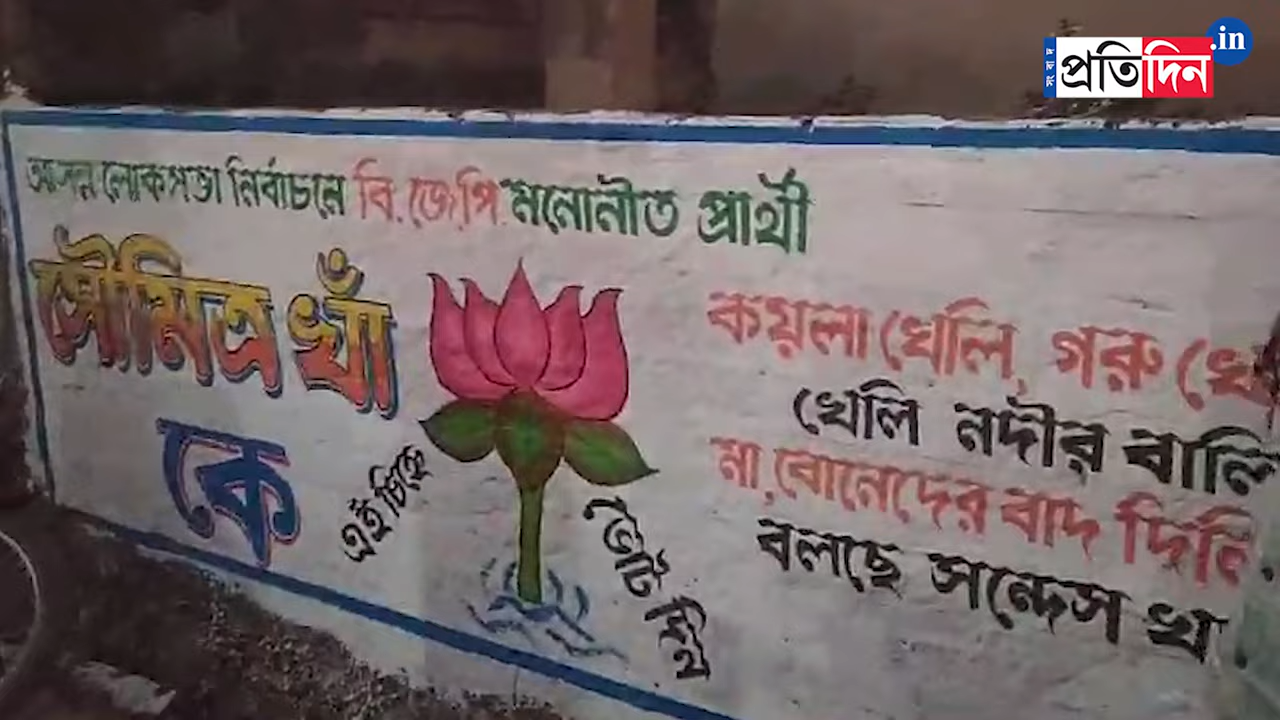 সংবাদ প্রতিদিন .in
আসন্ন লোকসভা নির্বাচনে বি.জে.পি. মনোনীত প্রার্থী
সৌমিত্র খাঁ
কে
এই চিহ্নে
ভোট দিন
কয়লা খেলি, গরু
খেলি নদীর বালি
মা, বোনেদের বাদ দিলি
বলছে সন্দেস খ